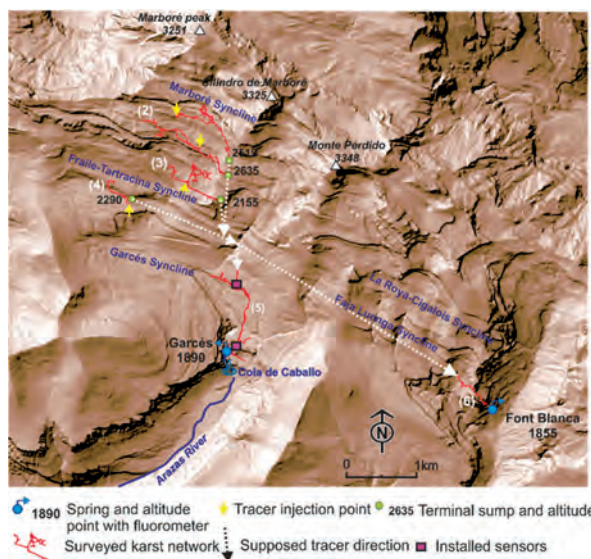 Marboré peak
3251
Cilindro de Marboré
3325
Marboré Syncline
(2)
Monte Perdido
3348
(3)
2635
Fraile-Tartracina Syncline
(4)
2290
2155
Garcés Syncline
La Roya-Cigalois Syncline
Faja Luenga Syncline
(5)
Garcés
1890
Cola de Caballo
(6)
Font Blanca
1855
Arazas River
N
0 1km
1890 Spring and altitude point with fluorometer
Tracer injection point
2635 Terminal sump and altitude
Surveyed karst network
Supposed tracer direction
Installed sensors